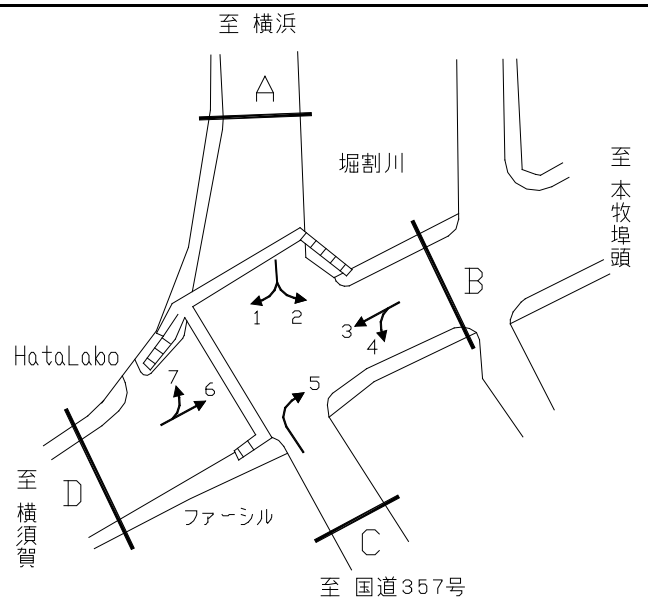 至 横浜
A
堀割川
至 本牧埠頭
B
1
2
3
4
HataLabo
7
6
5
至 横須賀
D
ファーシル
C
至 国道357号